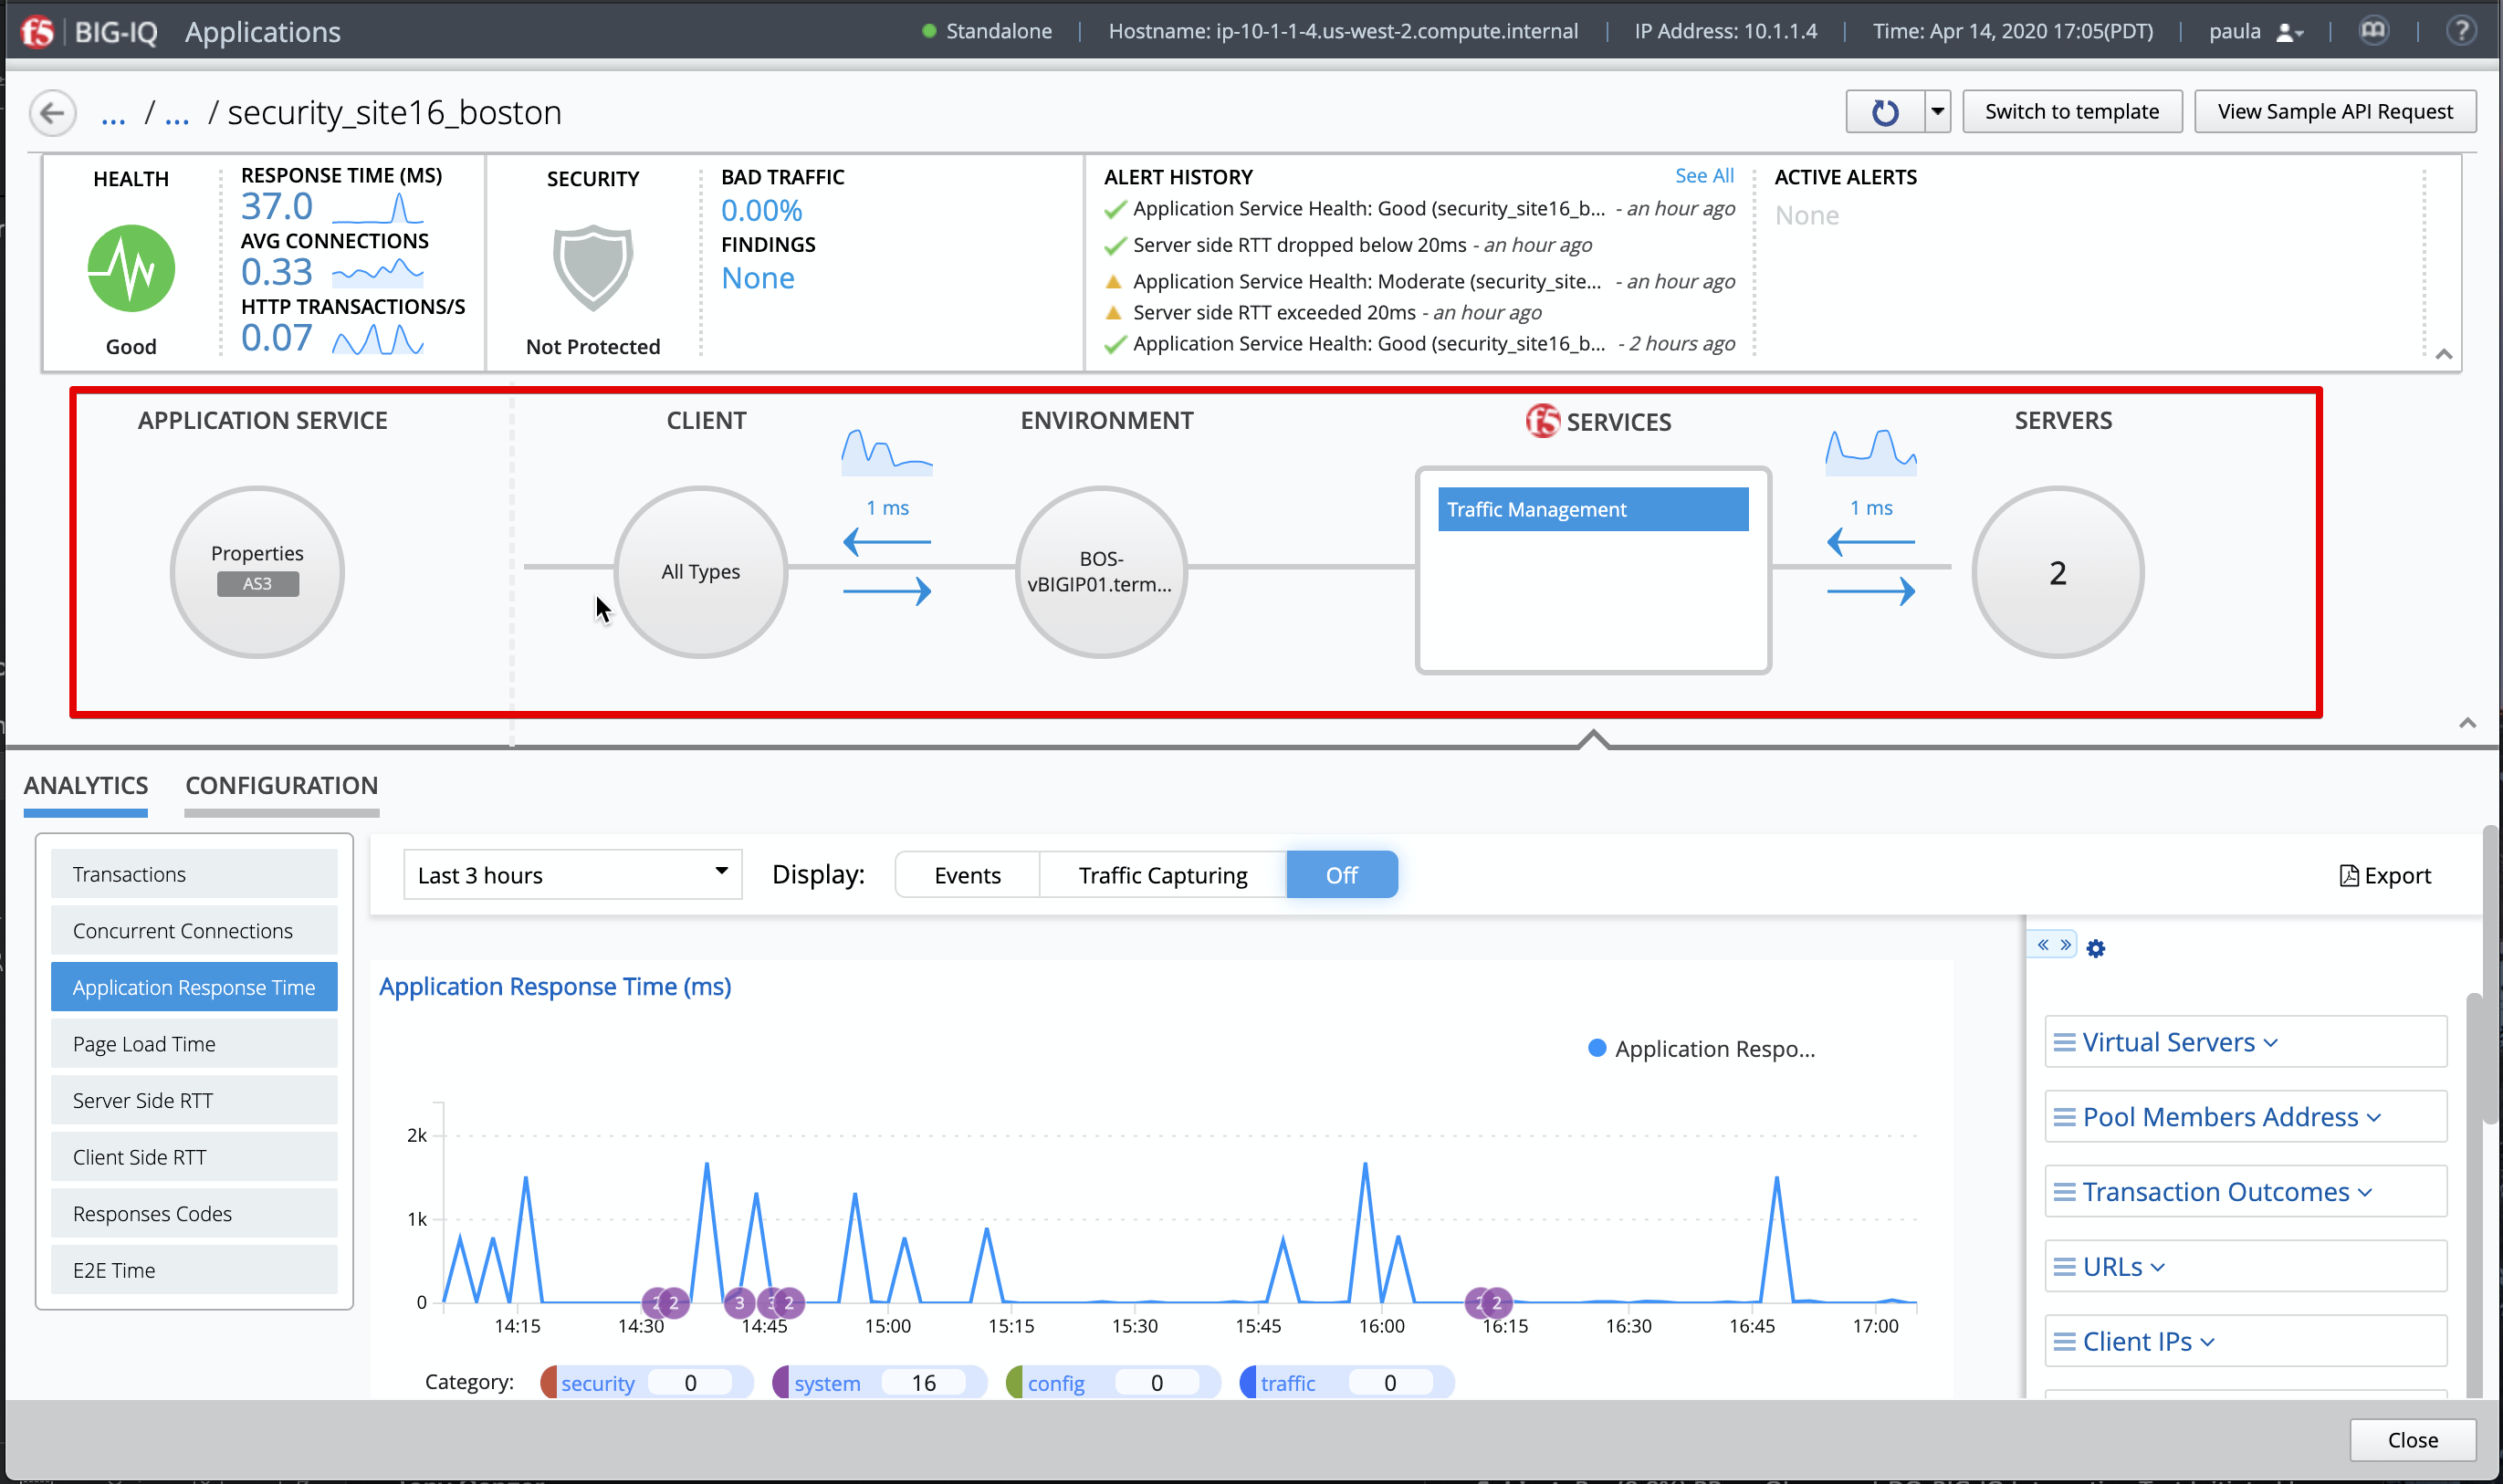 f5 BIG-IQ Applications
Standalone | Hostname: ip-10-1-1-4.us-west-2.compute.internal | IP Address: 10.1.1.4 | Time: Apr 14, 2020 17:05(PDT) | paula
?
... / ... / security_site16_boston
Switch to template
View Sample API Request
HEALTH
Good
RESPONSE TIME (MS)
37.0
AVG CONNECTIONS
0.33
HTTP TRANSACTIONS/S
0.07
SECURITY
Not Protected
BAD TRAFFIC
0.00%
FINDINGS
None
ALERT HISTORY See All
Application Service Health: Good (security_site16_b... - an hour ago
Server side RTT dropped below 20ms - an hour ago
Application Service Health: Moderate (security_site... - an hour ago
Server side RTT exceeded 20ms - an hour ago
Application Service Health: Good (security_site16_b... - 2 hours ago
ACTIVE ALERTS
None
APPLICATION SERVICE
Properties
AS3
CLIENT
All Types
1 ms
ENVIRONMENT
BOS-
vBIGIP01.term...
f5 SERVICES
Traffic Management
1 ms
SERVERS
2
ANALYTICS CONFIGURATION
Transactions
Concurrent Connections
Application Response Time
Page Load Time
Server Side RTT
Client Side RTT
Responses Codes
E2E Time
Last 3 hours
Display: Events Traffic Capturing Off
Export
Application Response Time (ms)
Application Respo...
2k
1k
0
2 2 3 3 2 2 2
14:15 14:30 14:45 15:00 15:15 15:30 15:45 16:00 16:15 16:30 16:45 17:00
Category: security 0 system 16 config 0 traffic 0
« »
Virtual Servers
Pool Members Address
Transaction Outcomes
URLs
Client IPs
Close